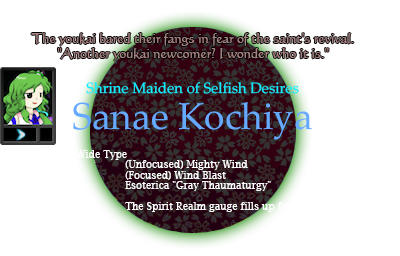 The youkai bared their fangs in fear of the saint's revival.
"Another youkai newcomer? I wonder who it is."
Shrine Maiden of Selfish Desires
Sanae Kochiya
Wide Type
(Unfocused) Mighty Wind
(Focused) Wind Blast
Esoterica "Gray Thaumaturgy"
The Spirit Realm gauge fills up